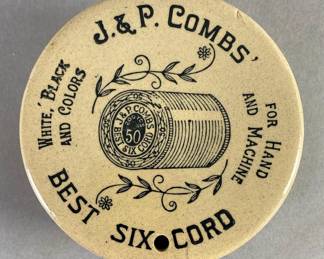 J. & P. COMBS'
WHITE, BLACK
AND COLORS
FOR HAND
AND MACHINE
J & P COMBS
50
BEST SIX CORD
BEST SIX CORD